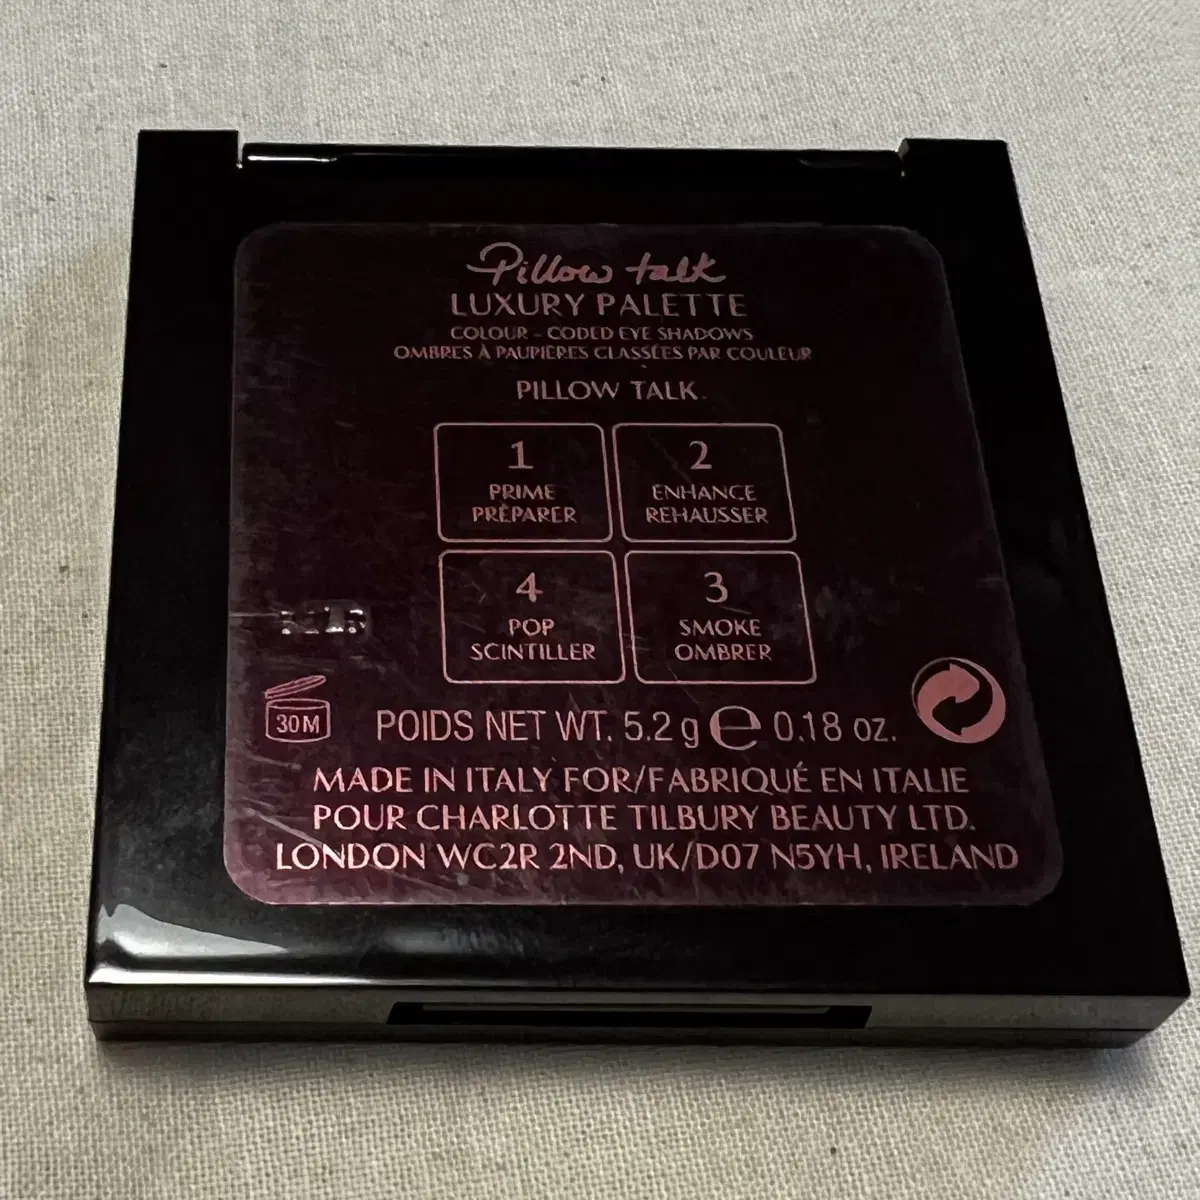 Pillow talk
LUXURY PALETTE
COLOUR - CODED EYE SHADOWS
OMBRES À PAUPIÈRES CLASSÉES PAR COULEUR
PILLOW TALK
1
PRIME
PRÉPARER
2
ENHANCE
REHAUSSER
4
POP
SCINTILLER
3
SMOKE
OMBRER
30M
POIDS NET WT. 5.2 g e 0.18 oz.
MADE IN ITALY FOR/FABRIQUÉ EN ITALIE
POUR CHARLOTTE TILBURY BEAUTY LTD.
LONDON WC2R 2ND, UK/D07 N5YH, IRELAND